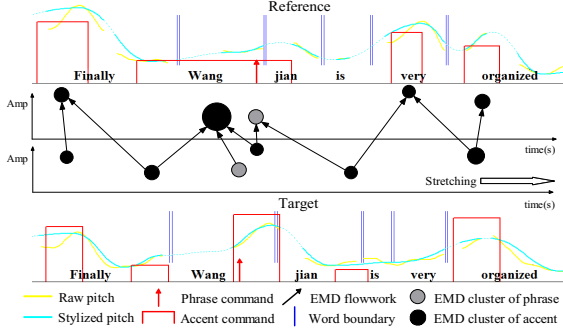 Reference
Finally Wang jian is very organized
Amp
time(s)
Amp
Stretching
time(s)
Target
Finally Wang jian is very organized
Raw pitch Phrase command EMD flowwork EMD cluster of phrase
Stylized pitch Accent command Word boundary EMD cluster of accent